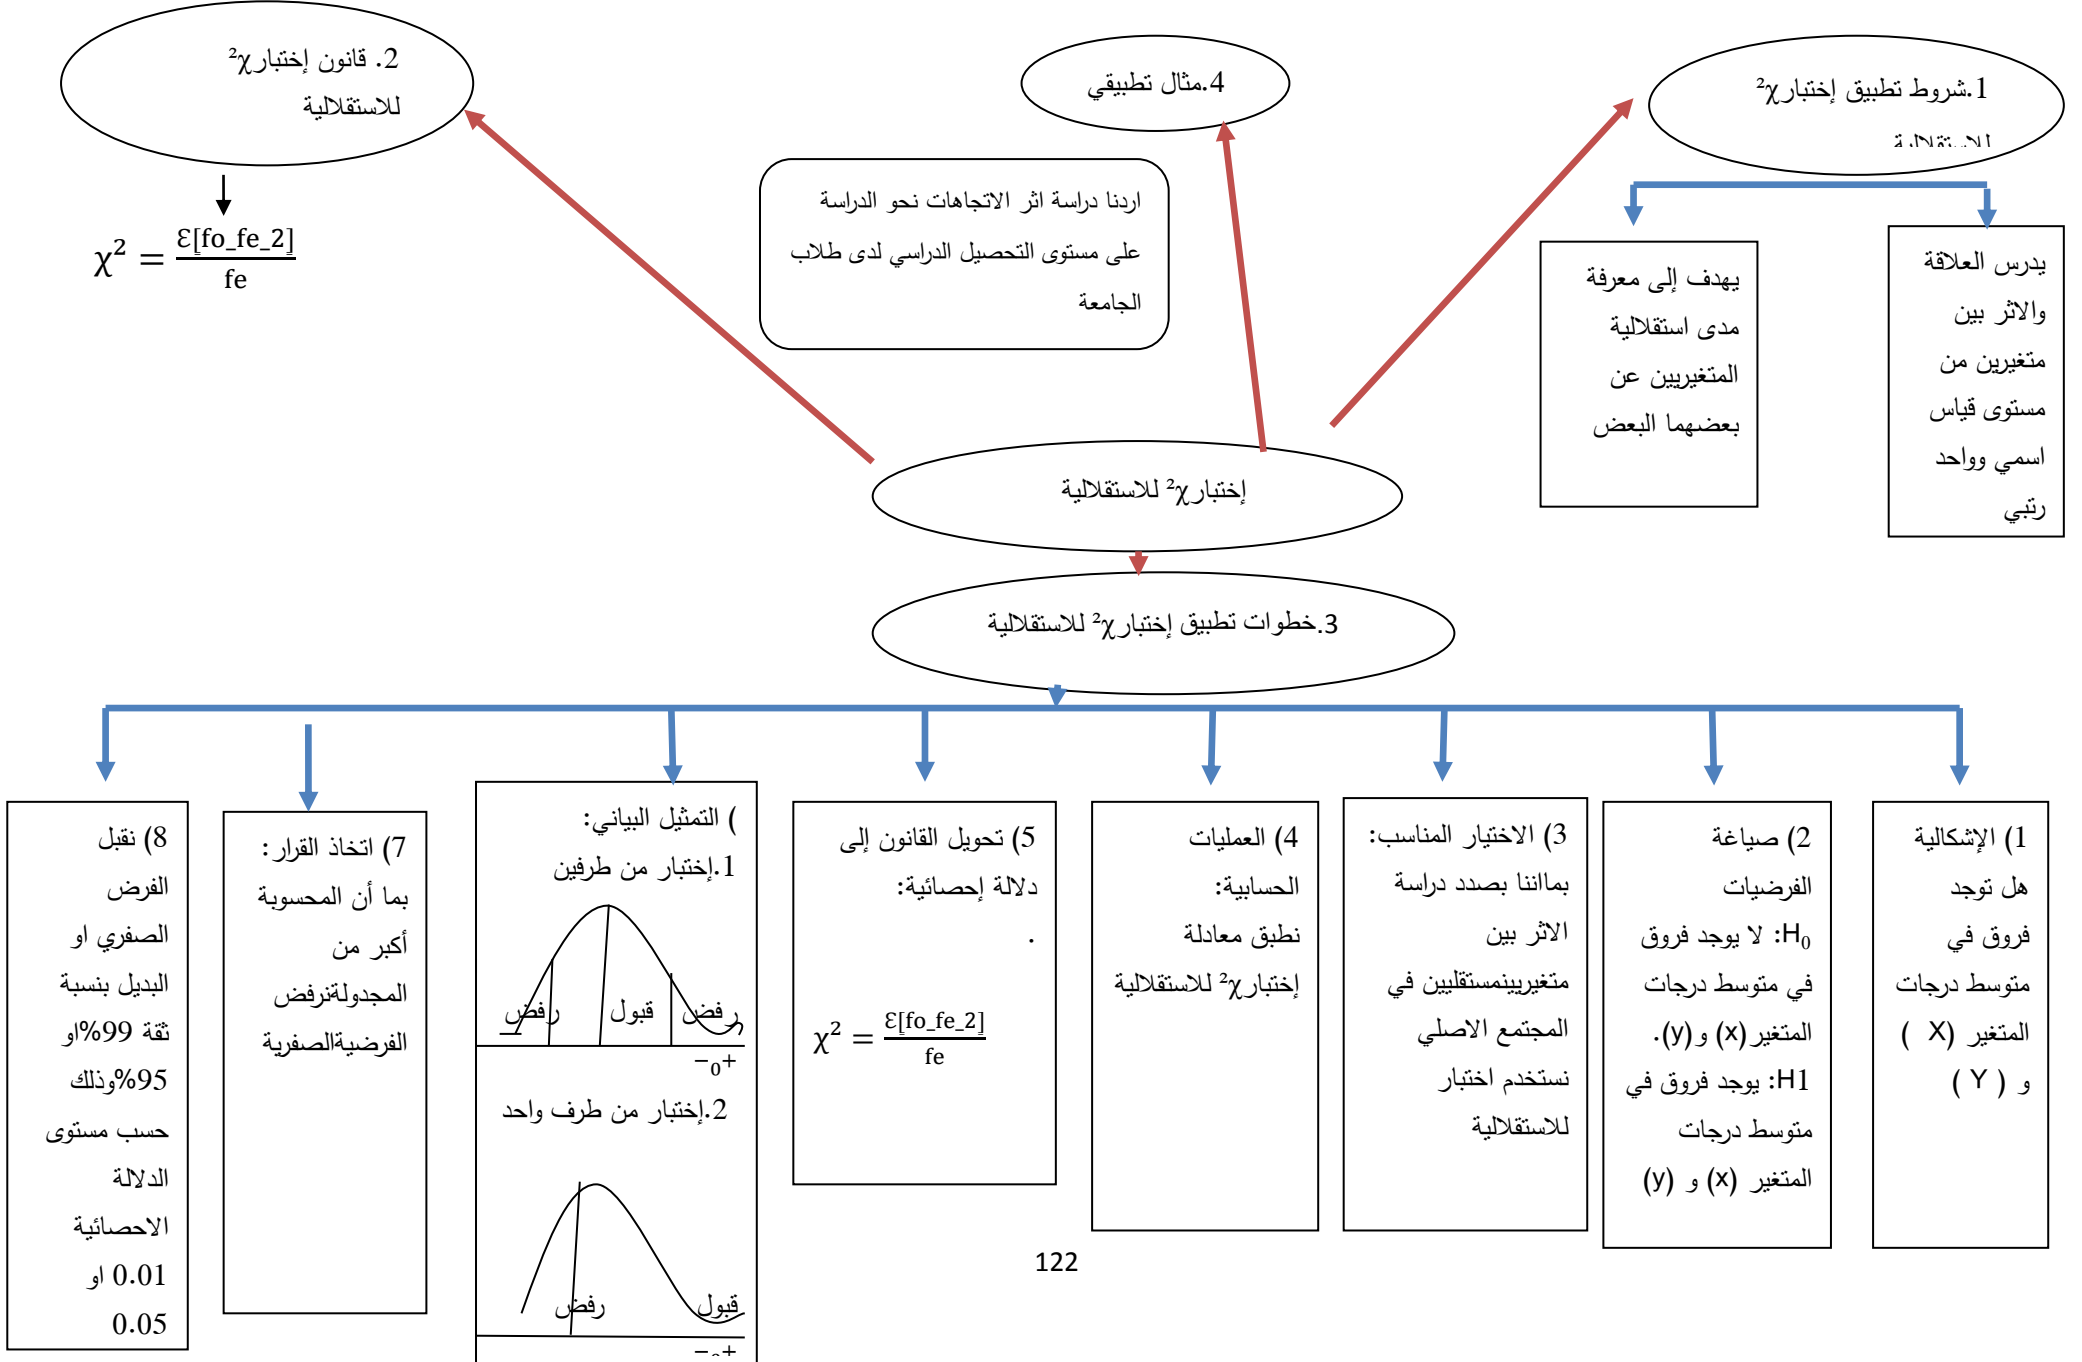 1.شروط تطبيق إختبارχ²
للاستقلالية
يدرس العلاقة
والاثر بين
متغيرين من
مستوى قياس
اسمي وواحد
رتبي
يهدف إلى معرفة
مدى استقلالية
المتغيريين عن
بعضهما البعض
4.مثال تطبيقي
اردنا دراسة اثر الاتجاهات نحو الدراسة
على مستوى التحصيل الدراسي لدى طلاب
الجامعة
2. قانون إختبارχ²
للاستقلالية
χ² = Ɛ[fo_fe_2]
fe
إختبارχ² للاستقلالية
3.خطوات تطبيق إختبارχ² للاستقلالية
1) الإشكالية
هل توجد
فروق في
متوسط درجات
المتغير (X )
و ( Y )
2) صياغة
الفرضيات
H₀: لا يوجد فروق
في متوسط درجات
المتغير(x) و(y).
H1: يوجد فروق في
متوسط درجات
المتغير (x) و (y)
3) الاختيار المناسب:
بمااننا بصدد دراسة
الاثر بين
متغيريينمستقليين في
المجتمع الاصلي
نستخدم اختبار
للاستقلالية
4) العمليات
الحسابية:
نطبق معادلة
إختبارχ² للاستقلالية
5) تحويل القانون إلى
دلالة إحصائية:
.
χ² = Ɛ[fo_fe_2]
fe
) التمثيل البياني:
1.إختبار من طرفين
رفض قبول رفض
−₀+
2.إختبار من طرف واحد
قبول رفض
−₀+
7) اتخاذ القرار:
بما أن المحسوبة
أكبر من
المجدولةنرفض
الفرضيةالصفرية
8) نقبل
الفرض
الصفري او
البديل بنسبة
ثقة 99%او
95%وذلك
حسب مستوى
الدلالة
الاحصائية
0.01 او
0.05
122